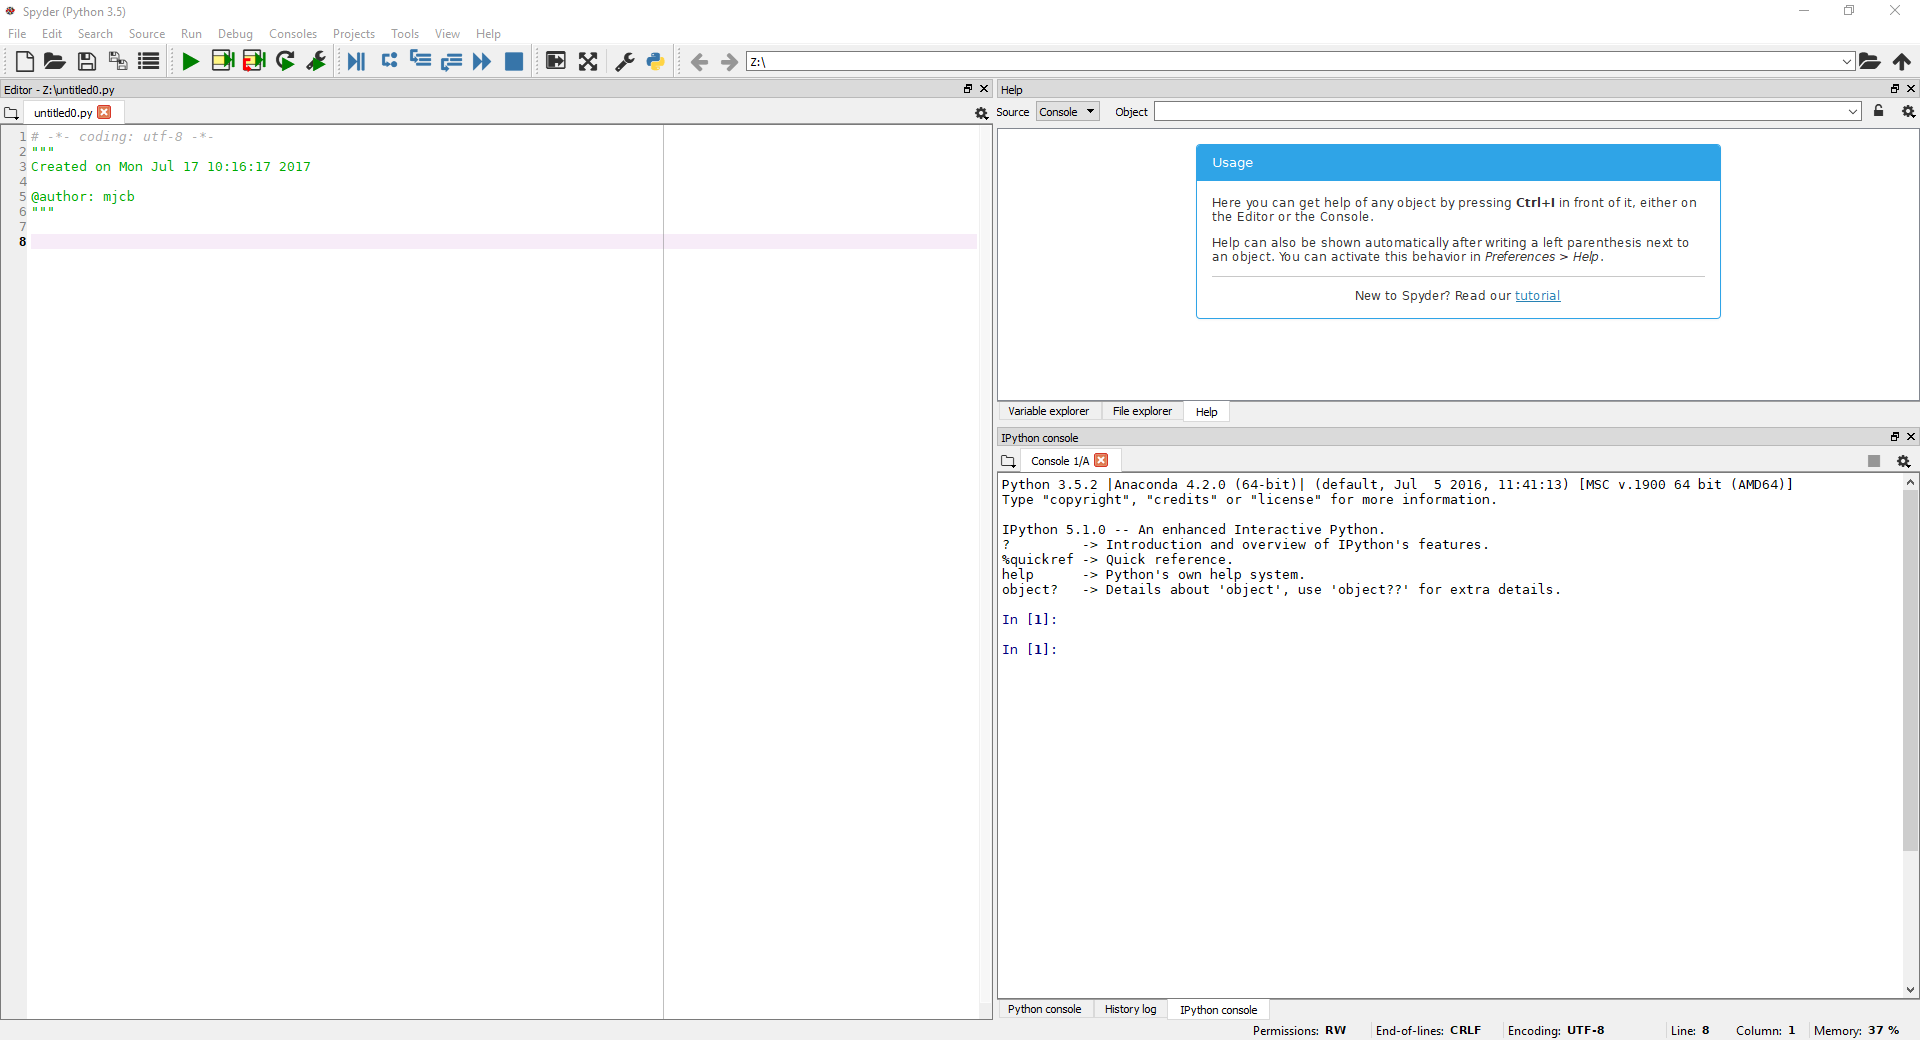 Spyder (Python 3.5)
File Edit Search Source Run Debug Consoles Projects Tools View Help
Z:\
Editor - Z:\untitled0.py
untitled0.py
1 # -*- coding: utf-8 -*-
2 """
3 Created on Mon Jul 17 10:16:17 2017
4
5 @author: mjcb
6 """
7
8
Help
Source Console Object
Usage
Here you can get help of any object by pressing Ctrl+I in front of it, either on
the Editor or the Console.
Help can also be shown automatically after writing a left parenthesis next to
an object. You can activate this behavior in Preferences > Help.
New to Spyder? Read our tutorial
Variable explorer File explorer Help
IPython console
Console 1/A
Python 3.5.2 |Anaconda 4.2.0 (64-bit)| (default, Jul  5 2016, 11:41:13) [MSC v.1900 64 bit (AMD64)]
Type "copyright", "credits" or "license" for more information.
IPython 5.1.0 -- An enhanced Interactive Python.
?         -> Introduction and overview of IPython's features.
%quickref -> Quick reference.
help      -> Python's own help system.
object?   -> Details about 'object', use 'object??' for extra details.
In [1]:
In [1]:
Python console History log IPython console
Permissions: RW End-of-lines: CRLF Encoding: UTF-8 Line: 8 Column: 1 Memory: 37 %